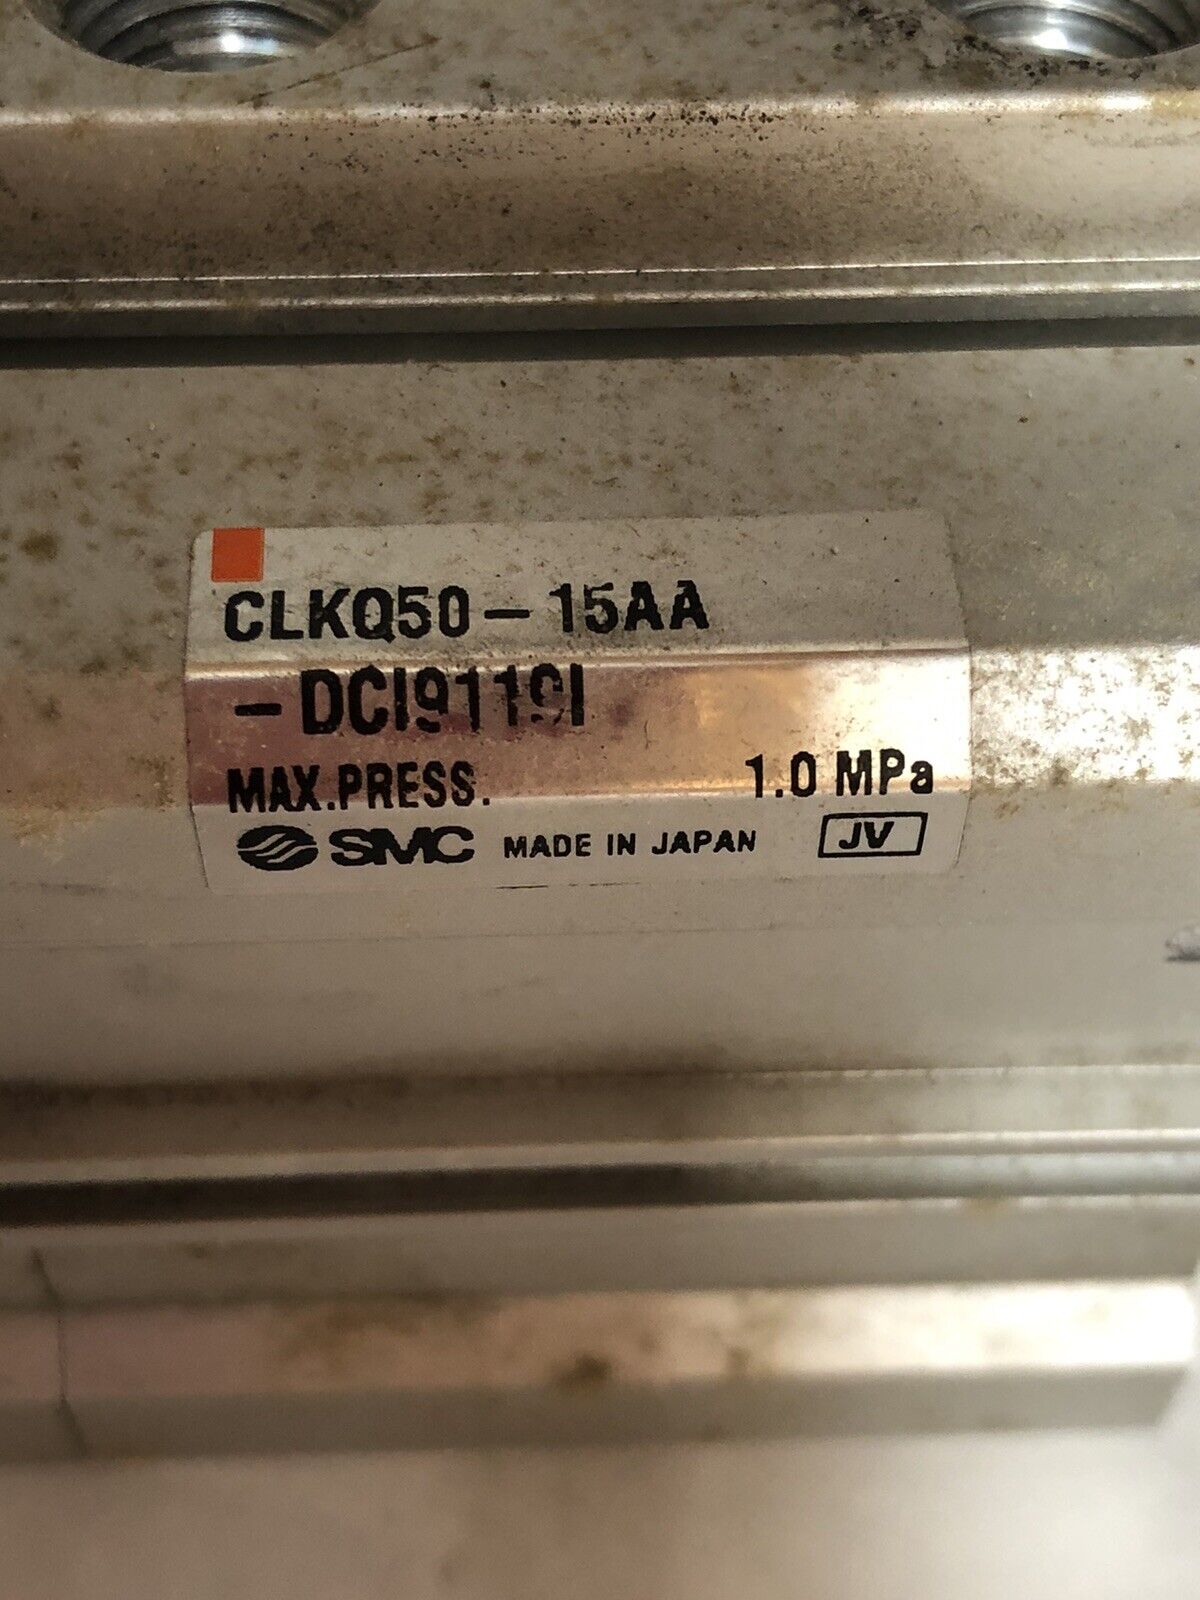 CLKQ50-15AA
-DCI9119I
MAX.PRESS. 1.0 MPa
SMC MADE IN JAPAN JV